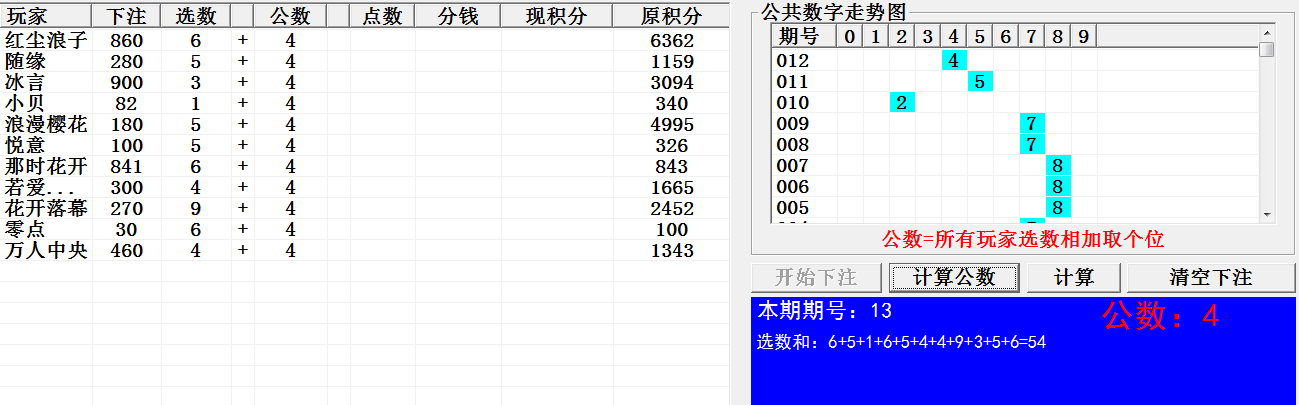 玩家 下注 选数 公数 点数 分钱 现积分 原积分
红尘浪子 860 6 + 4 6362
随缘 280 5 + 4 1159
冰言 900 3 + 4 3094
小贝 82 1 + 4 340
浪漫樱花 180 5 + 4 4995
悦意 100 5 + 4 326
那时花开 841 6 + 4 843
若爱... 300 4 + 4 1665
花开落幕 270 9 + 4 2452
零点 30 6 + 4 100
万人中央 460 4 + 4 1343
公共数字走势图
期号 0 1 2 3 4 5 6 7 8 9
012 4
011 5
010 2
009 7
008 7
007 8
006 8
005 8
公数=所有玩家选数相加取个位
开始下注 计算公数 计算 清空下注
本期期号：13 公数：4
选数和：6+5+1+6+5+4+4+9+3+5+6=54